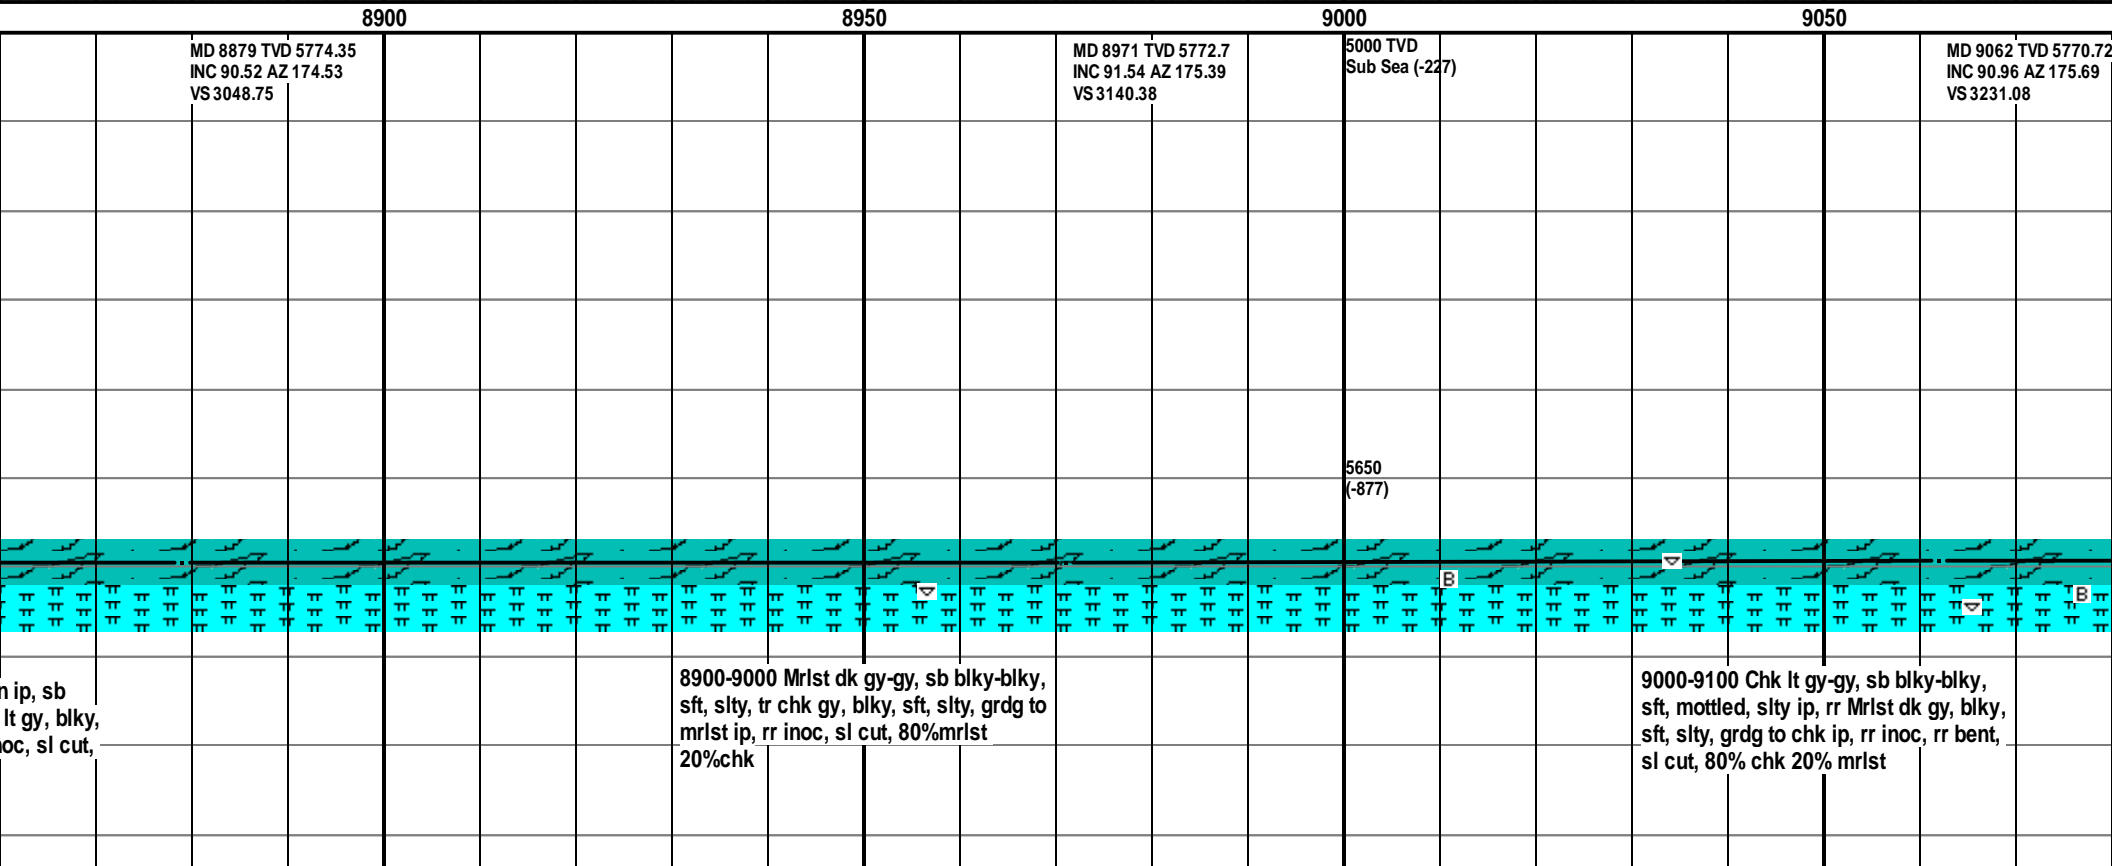 8900 8950 9000 9050
MD 8879 TVD 5774.35
INC 90.52 AZ 174.53
VS 3048.75
MD 8971 TVD 5772.7
INC 91.54 AZ 175.39
VS 3140.38
5000 TVD
Sub Sea (-227)
MD 9062 TVD 5770.72
INC 90.96 AZ 175.69
VS 3231.08
5650
(-877)
B
B
n ip, sb
lt gy, blky,
noc, sl cut,
8900-9000 Mrlst dk gy-gy, sb blky-blky,
sft, slty, tr chk gy, blky, sft, slty, grdg to
mrlst ip, rr inoc, sl cut, 80%mrlst
20%chk
9000-9100 Chk lt gy-gy, sb blky-blky,
sft, mottled, slty ip, rr Mrlst dk gy, blky,
sft, slty, grdg to chk ip, rr inoc, rr bent,
sl cut, 80% chk 20% mrlst